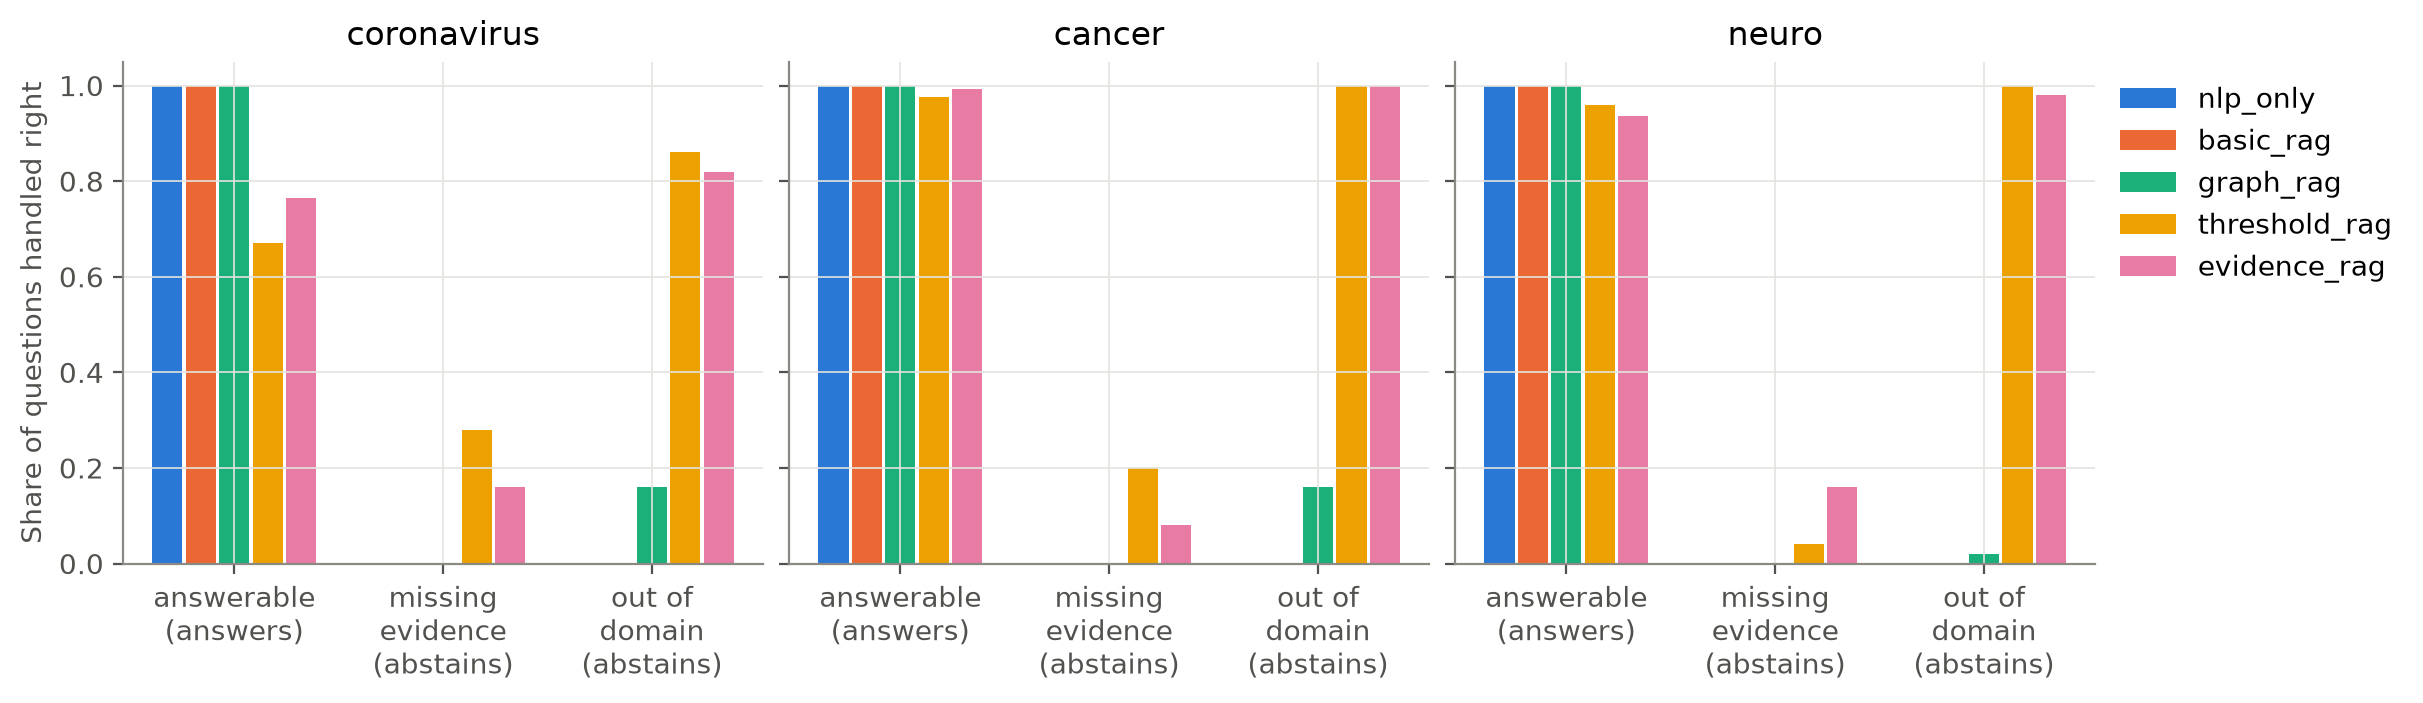 coronavirus
cancer
neuro
Share of questions handled right
1.0
0.8
0.6
0.4
0.2
0.0
answerable
(answers)
missing
evidence
(abstains)
out of
domain
(abstains)
answerable
(answers)
missing
evidence
(abstains)
out of
domain
(abstains)
answerable
(answers)
missing
evidence
(abstains)
out of
domain
(abstains)
nlp_only
basic_rag
graph_rag
threshold_rag
evidence_rag